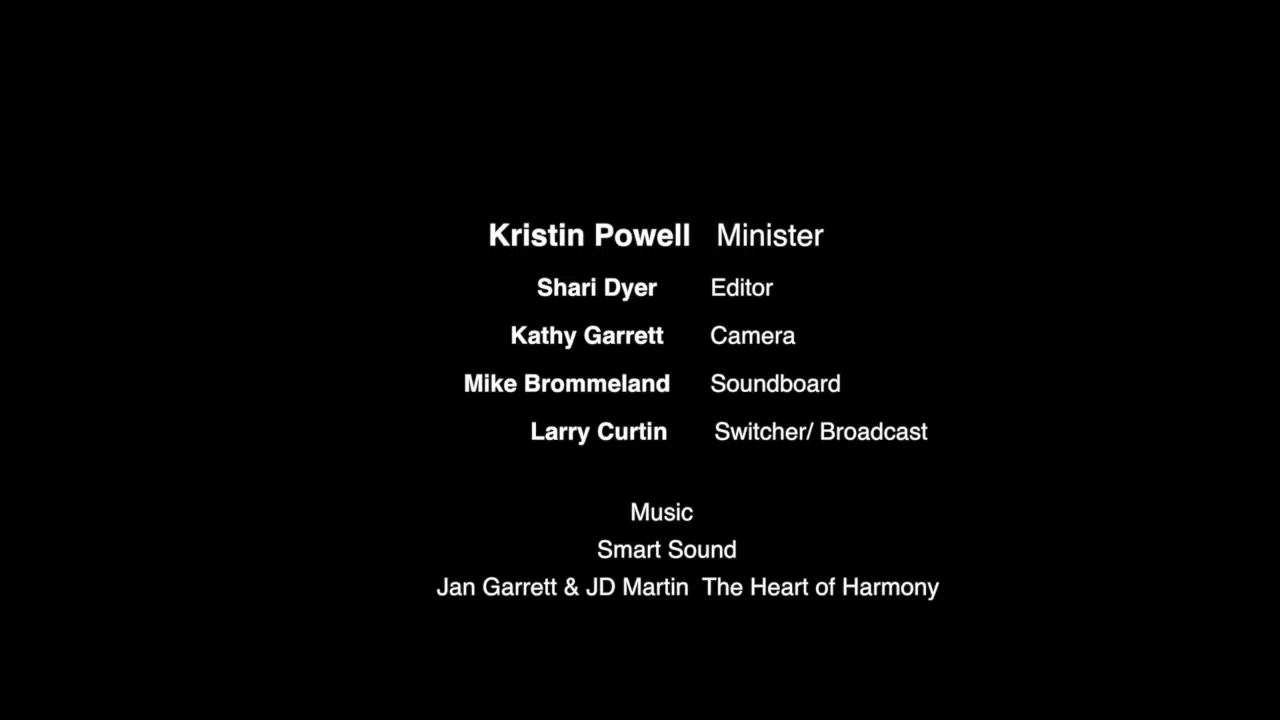 Kristin Powell Minister
Shari Dyer Editor
Kathy Garrett Camera
Mike Brommeland Soundboard
Larry Curtin Switcher/ Broadcast
Music
Smart Sound
Jan Garrett & JD Martin The Heart of Harmony